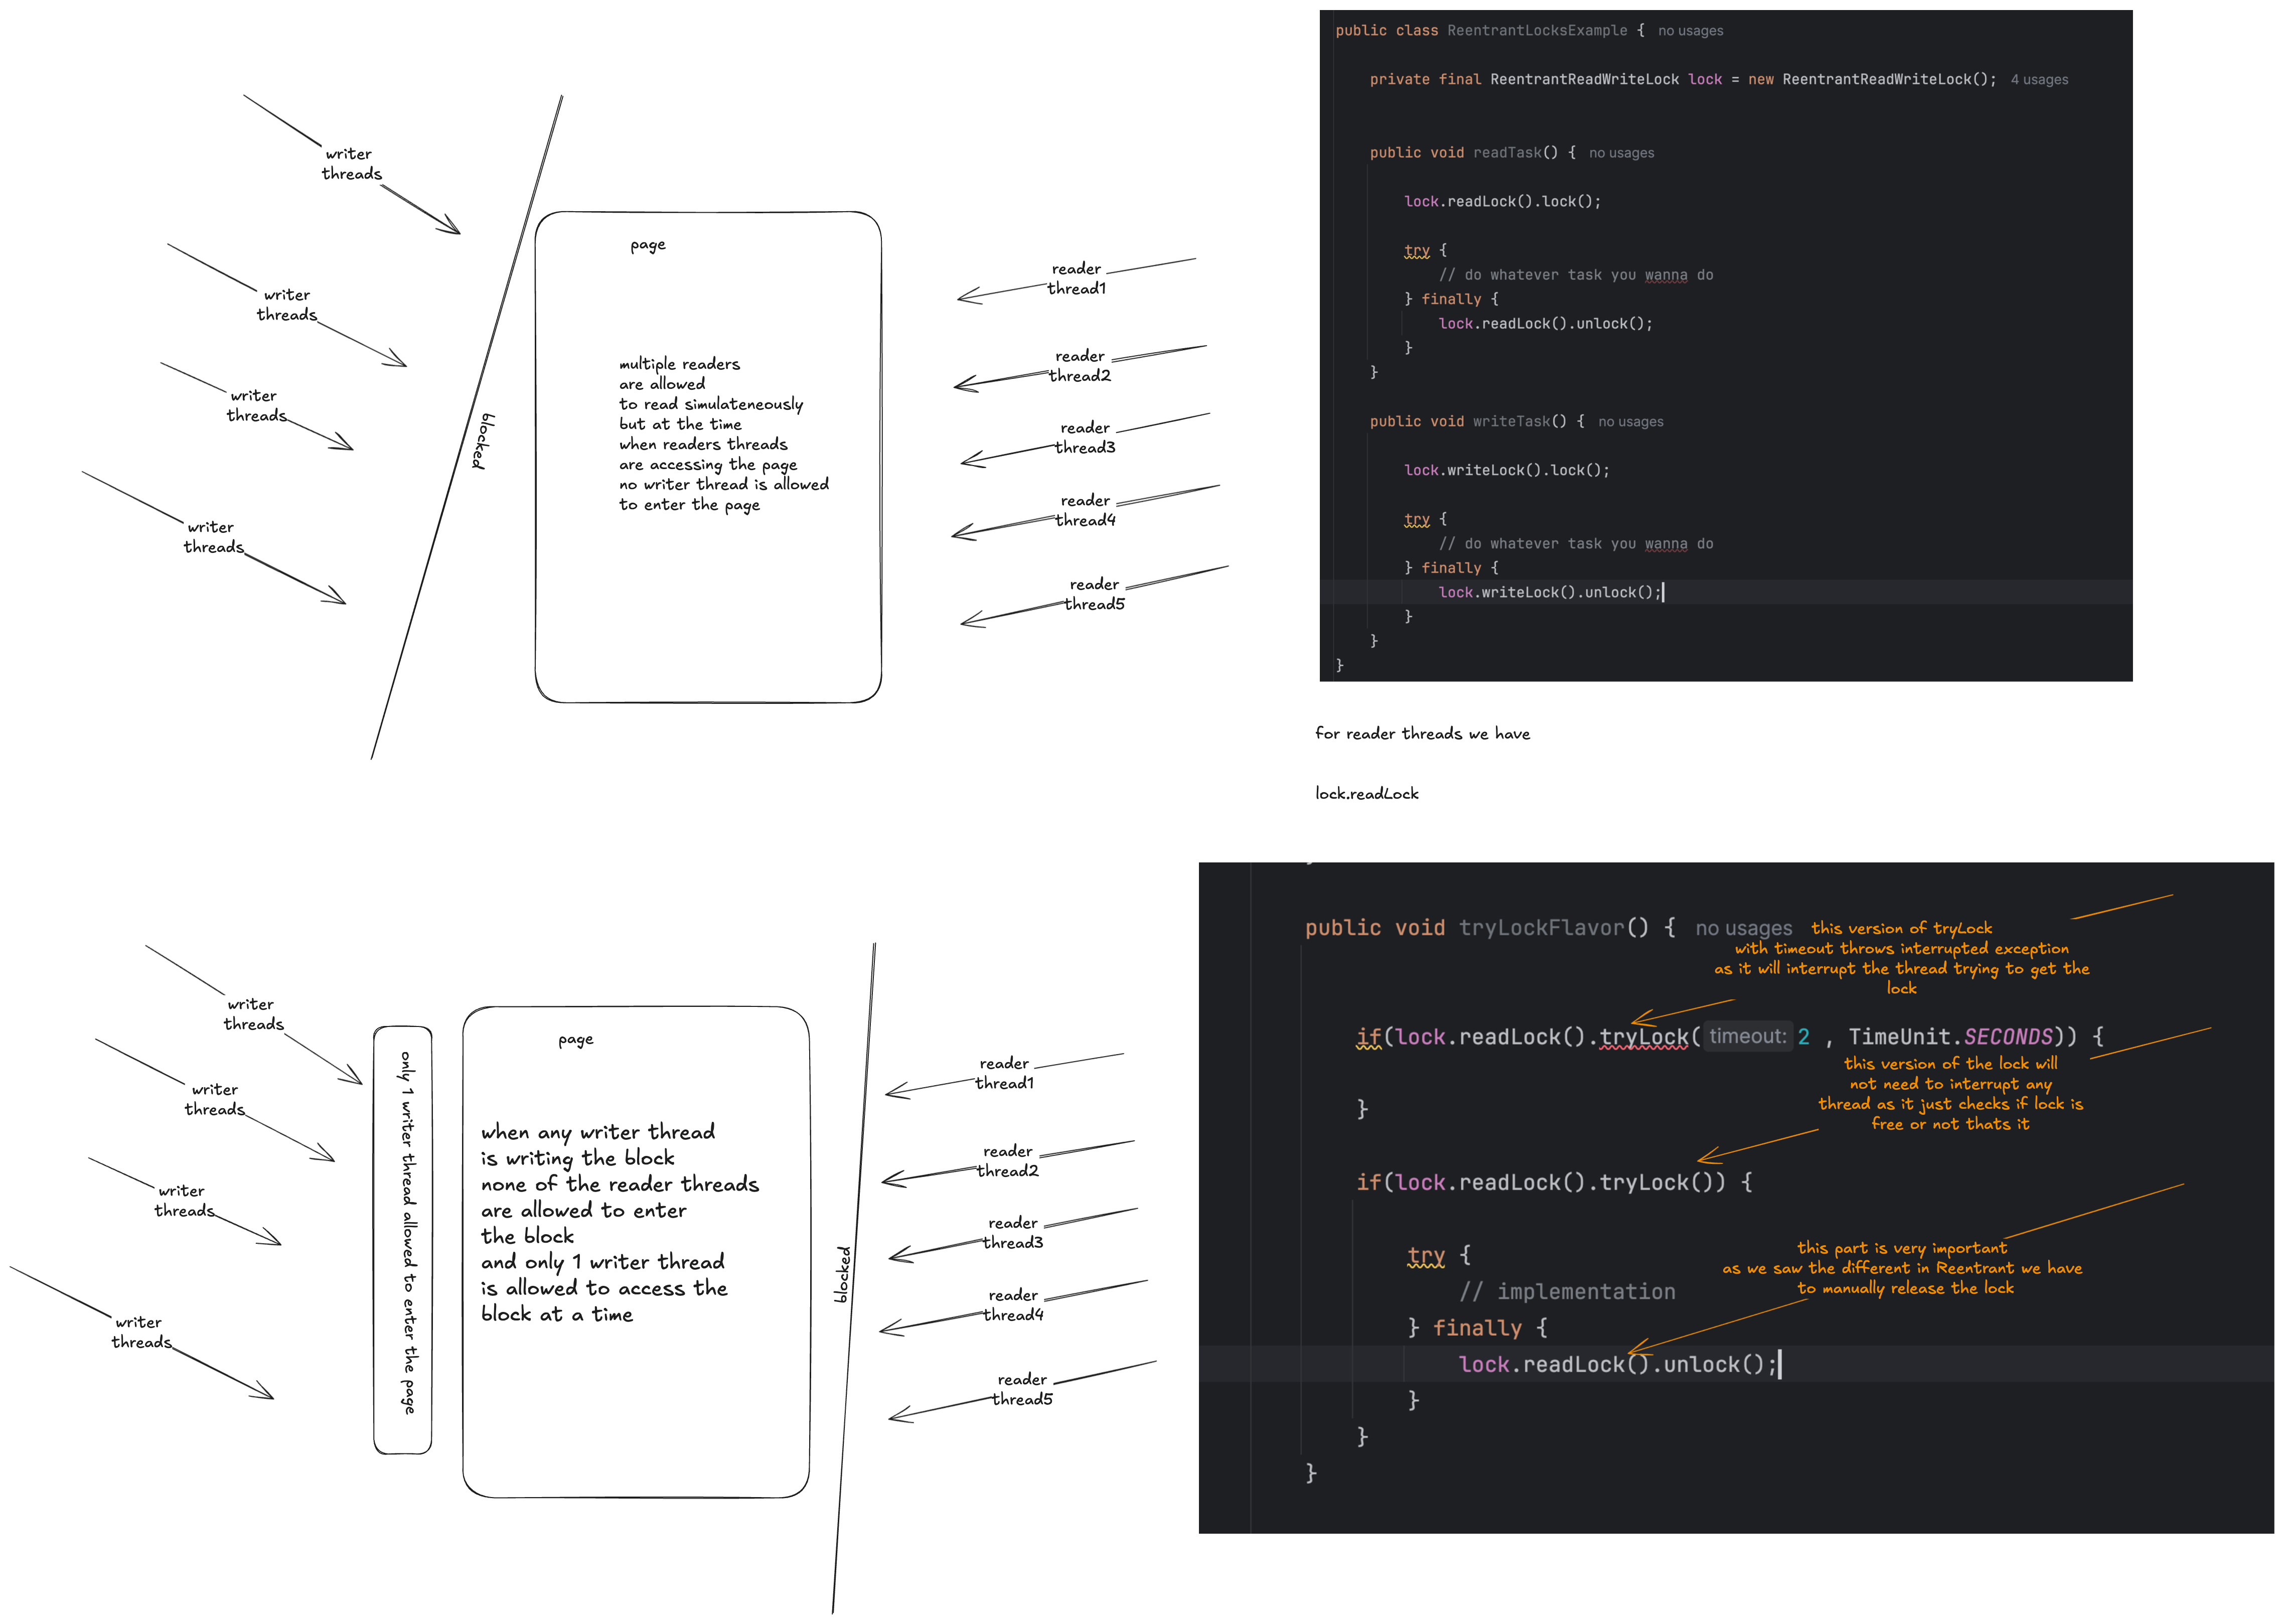 writer
threads
writer
threads
writer
threads
writer
threads
blocked
page
multiple readers
are allowed
to read simulateneously
but at the time
when readers threads
are accessing the page
no writer thread is allowed
to enter the page
reader
thread1
reader
thread2
reader
thread3
reader
thread4
reader
thread5
public class ReentrantLocksExample { no usages
private final ReentrantReadWriteLock lock = new ReentrantReadWriteLock(); 4 usages
public void readTask() { no usages
lock.readLock().lock();
try {
// do whatever task you wanna do
} finally {
lock.readLock().unlock();
}
}
public void writeTask() { no usages
lock.writeLock().lock();
try {
// do whatever task you wanna do
} finally {
lock.writeLock().unlock();
}
}
}
for reader threads we have
lock.readLock
writer
threads
writer
threads
writer
threads
writer
threads
only 1 writer thread allowed to enter the page
page
when any writer thread
is writing the block
none of the reader threads
are allowed to enter
the block
and only 1 writer thread
is allowed to access the
block at a time
blocked
reader
thread1
reader
thread2
reader
thread3
reader
thread4
reader
thread5
public void tryLockFlavor() { no usages
this version of tryLock
with timeout throws interrupted exception
as it will interrupt the thread trying to get the
lock
if(lock.readLock().tryLock( timeout: 2 , TimeUnit.SECONDS)) {
this version of the lock will
not need to interrupt any
thread as it just checks if lock is
free or not thats it
}
if(lock.readLock().tryLock()) {
try {
this part is very important
as we saw the different in Reentrant we have
to manually release the lock
// implementation
} finally {
lock.readLock().unlock();
}
}
}